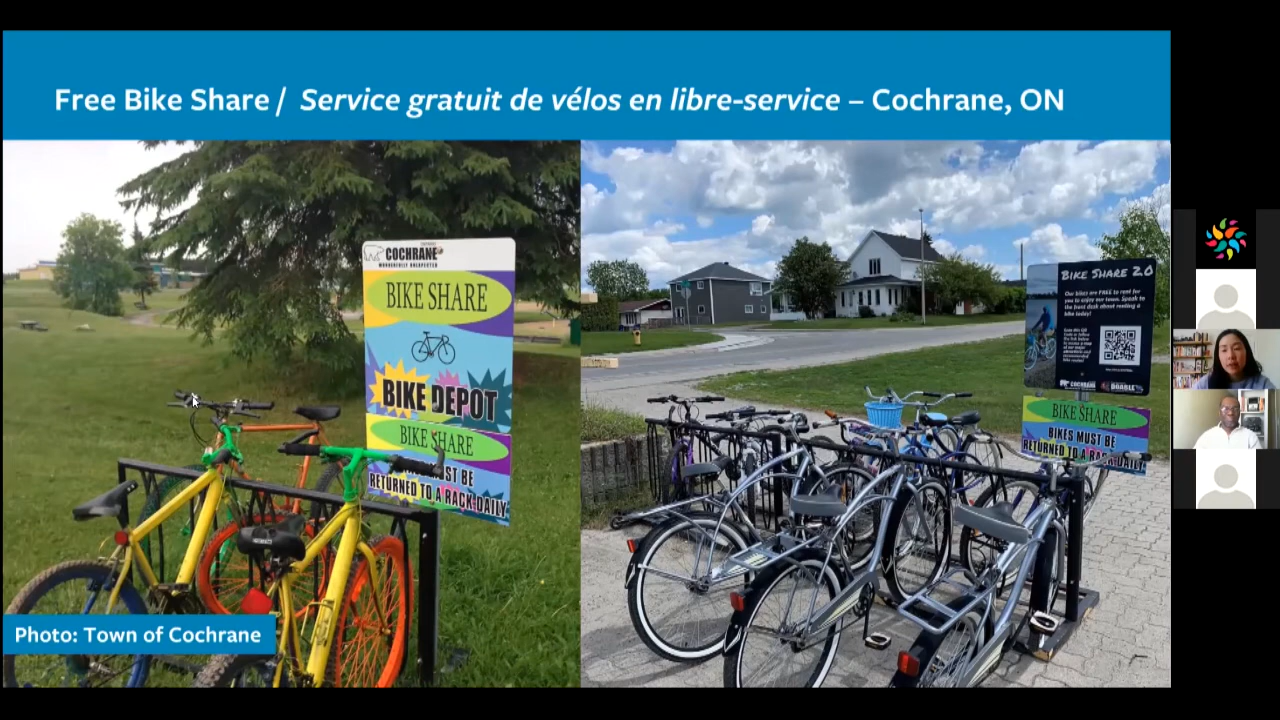 Free Bike Share / Service gratuit de vélos en libre-service – Cochrane, ON
COCHRANE
WONDERFULLY UNEXPECTED
BIKE SHARE
BIKE DEPOT
BIKE SHARE
MUST BE
RETURNED TO A RACK DAILY
Photo: Town of Cochrane
BIKE SHARE 2.0
Our bikes are FREE to rent for
you to enjoy our town. Speak to
the front desk about renting a
bike today!
COCHRANE
BIKE SHARE
BIKES MUST BE
RETURNED TO A RACK DAILY